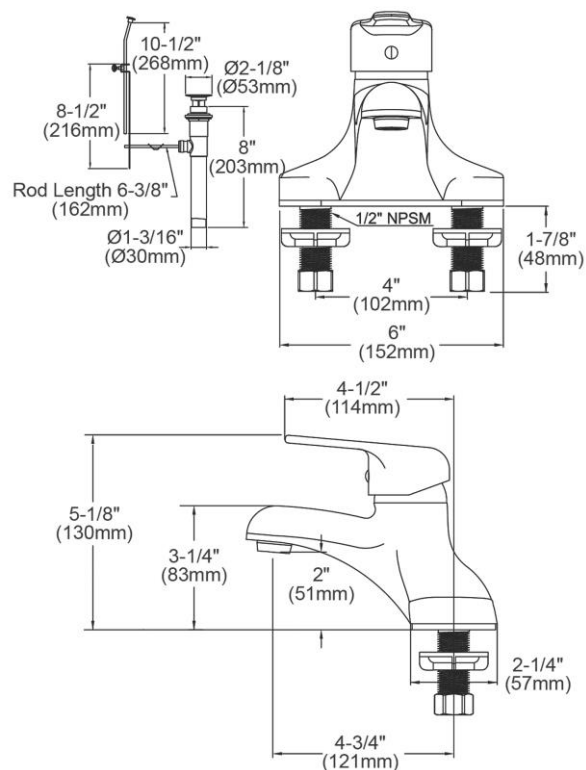 10-1/2"
(268mm)
Ø2-1/8"
(Ø53mm)
8-1/2"
(216mm)
8"
(203mm)
Rod Length 6-3/8"
(162mm)
Ø1-3/16"
(Ø30mm)
1/2" NPSM
1-7/8"
(48mm)
4"
(102mm)
6"
(152mm)
4-1/2"
(114mm)
5-1/8"
(130mm)
3-1/4"
(83mm)
2"
(51mm)
2-1/4"
(57mm)
4-3/4"
(121mm)